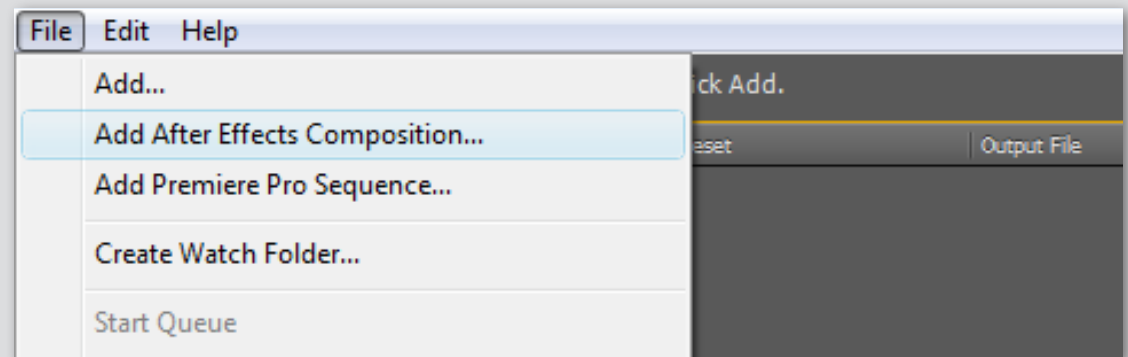 File Edit Help
Add...
ick Add.
Add After Effects Composition...
eset Output File
Add Premiere Pro Sequence...
Create Watch Folder...
Start Queue